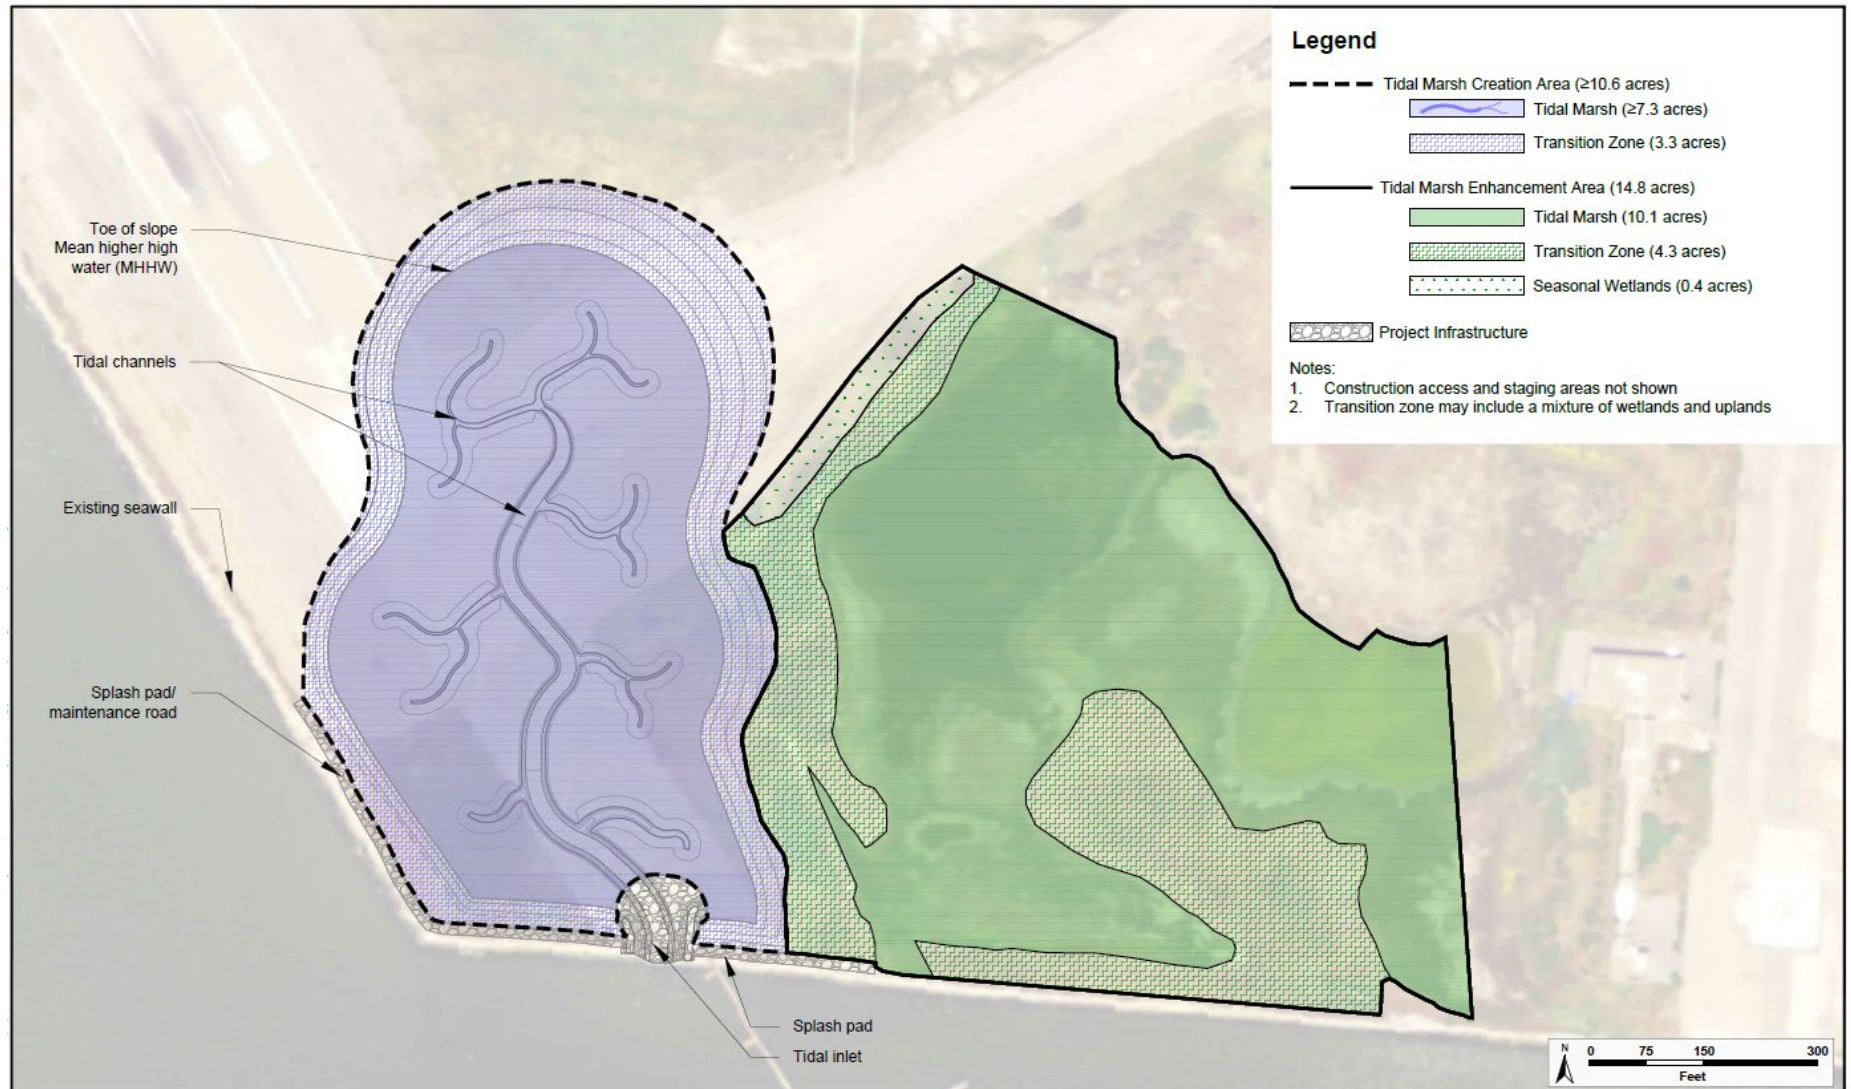 Legend
Tidal Marsh Creation Area (≥10.6 acres)
Tidal Marsh (≥7.3 acres)
Transition Zone (3.3 acres)
Tidal Marsh Enhancement Area (14.8 acres)
Tidal Marsh (10.1 acres)
Transition Zone (4.3 acres)
Seasonal Wetlands (0.4 acres)
Project Infrastructure
Notes:
1. Construction access and staging areas not shown
2. Transition zone may include a mixture of wetlands and uplands
Toe of slope
Mean higher high
water (MHHW)
Tidal channels
Existing seawall
Splash pad/
maintenance road
Splash pad
Tidal inlet
N
0 75 150 300
Feet